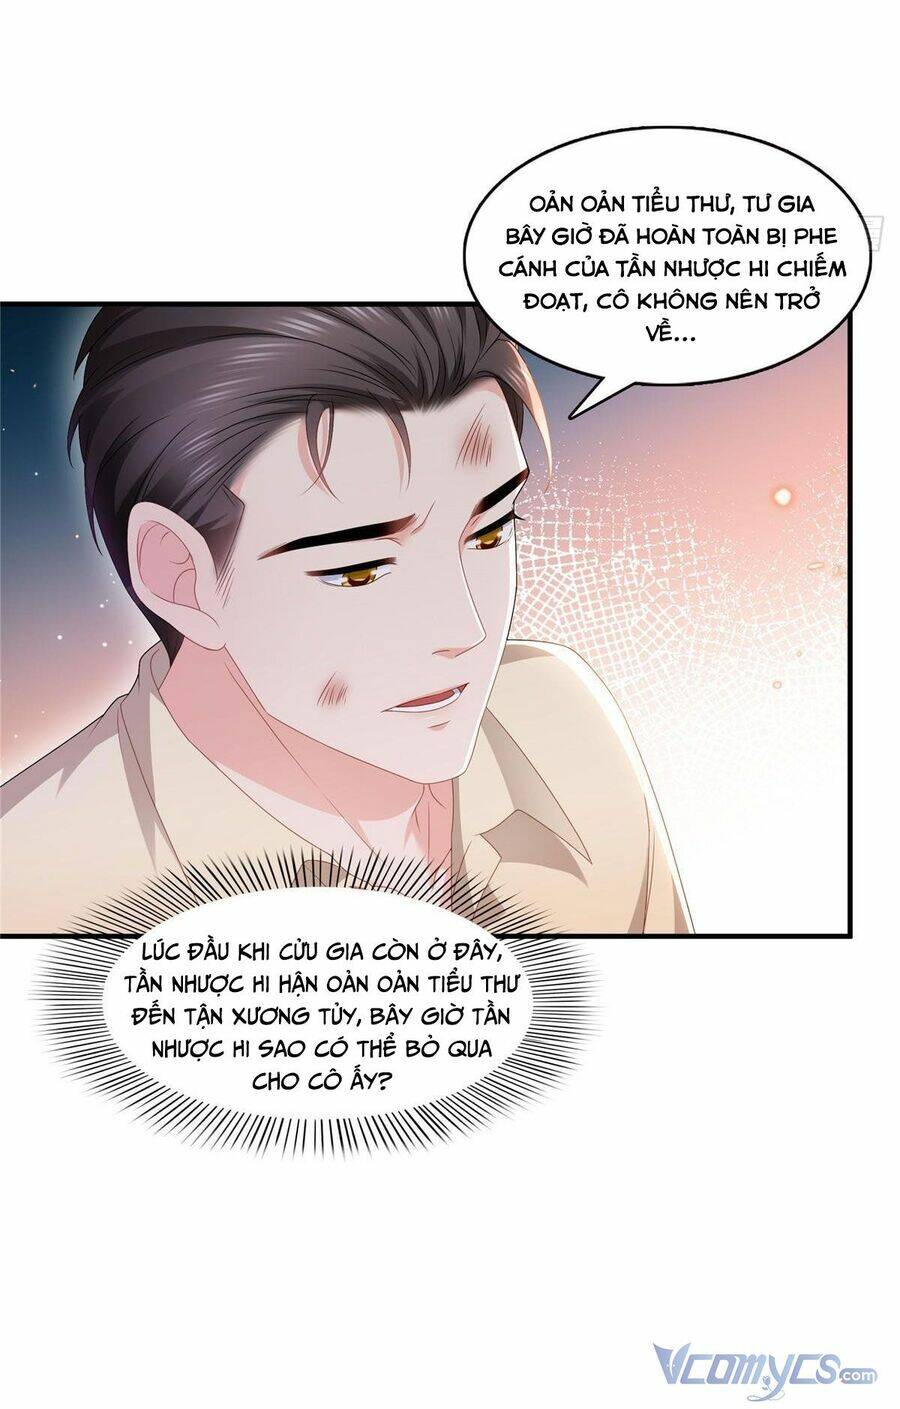 OẢN OẢN TIỂU THƯ, TƯ GIA
BÂY GIỜ ĐÃ HOÀN TOÀN BỊ PHE
CÁNH CỦA TẦN NHƯỢC HI CHIẾM
ĐOẠT, CÔ KHÔNG NÊN TRỞ
VỀ...
LÚC ĐẦU KHI CỬU GIA CÒN Ở ĐÂY,
TẦN NHƯỢC HI HẬN OẢN OẢN TIỂU THƯ
ĐẾN TẬN XƯƠNG TỦY, BÂY GIỜ TẦN
NHƯỢC HI SAO CÓ THỂ BỎ QUA
CHO CÔ ẤY?
VCOMYCS.com